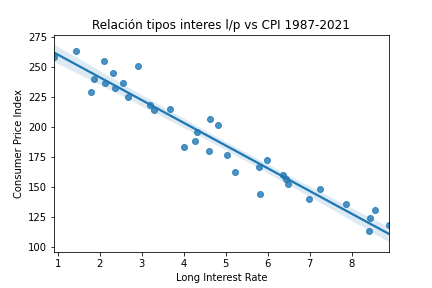 Relación tipos interes l/p vs CPI 1987-2021
275
250
225
200
175
150
125
100
Consumer Price Index
1 2 3 4 5 6 7 8
Long Interest Rate